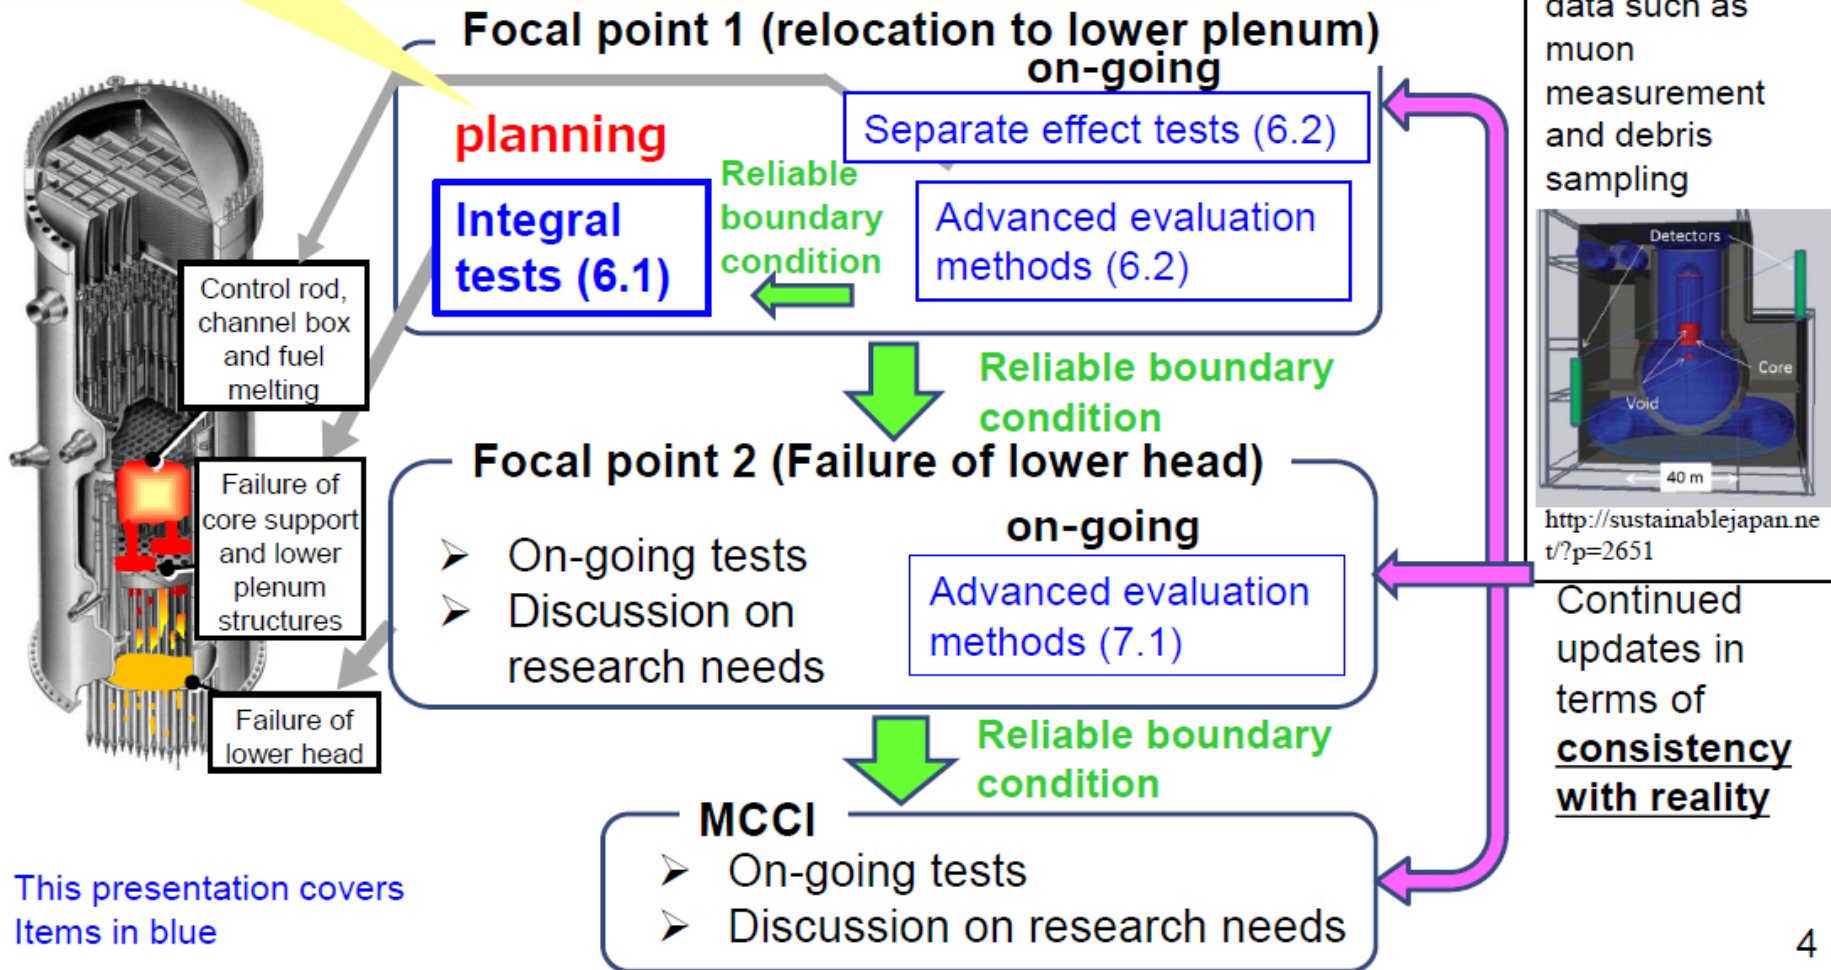 Focal point 1 (relocation to lower plenum)
on-going
planning
Separate effect tests (6.2)
Reliable
boundary
condition
Integral
tests (6.1)
Advanced evaluation
methods (6.2)
Control rod,
channel box
and fuel
melting
Reliable boundary
condition
Focal point 2 (Failure of lower head)
Failure of
core support
and lower
plenum
structures
➢ On-going tests
➢ Discussion on
research needs
on-going
Advanced evaluation
methods (7.1)
Failure of
lower head
Reliable boundary
condition
MCCI
➢ On-going tests
➢ Discussion on research needs
data such as
muon
measurement
and debris
sampling
Detectors
Core
Void
40 m
http://sustainablejapan.ne
t/?p=2651
Continued
updates in
terms of
consistency
with reality
This presentation covers
Items in blue
4